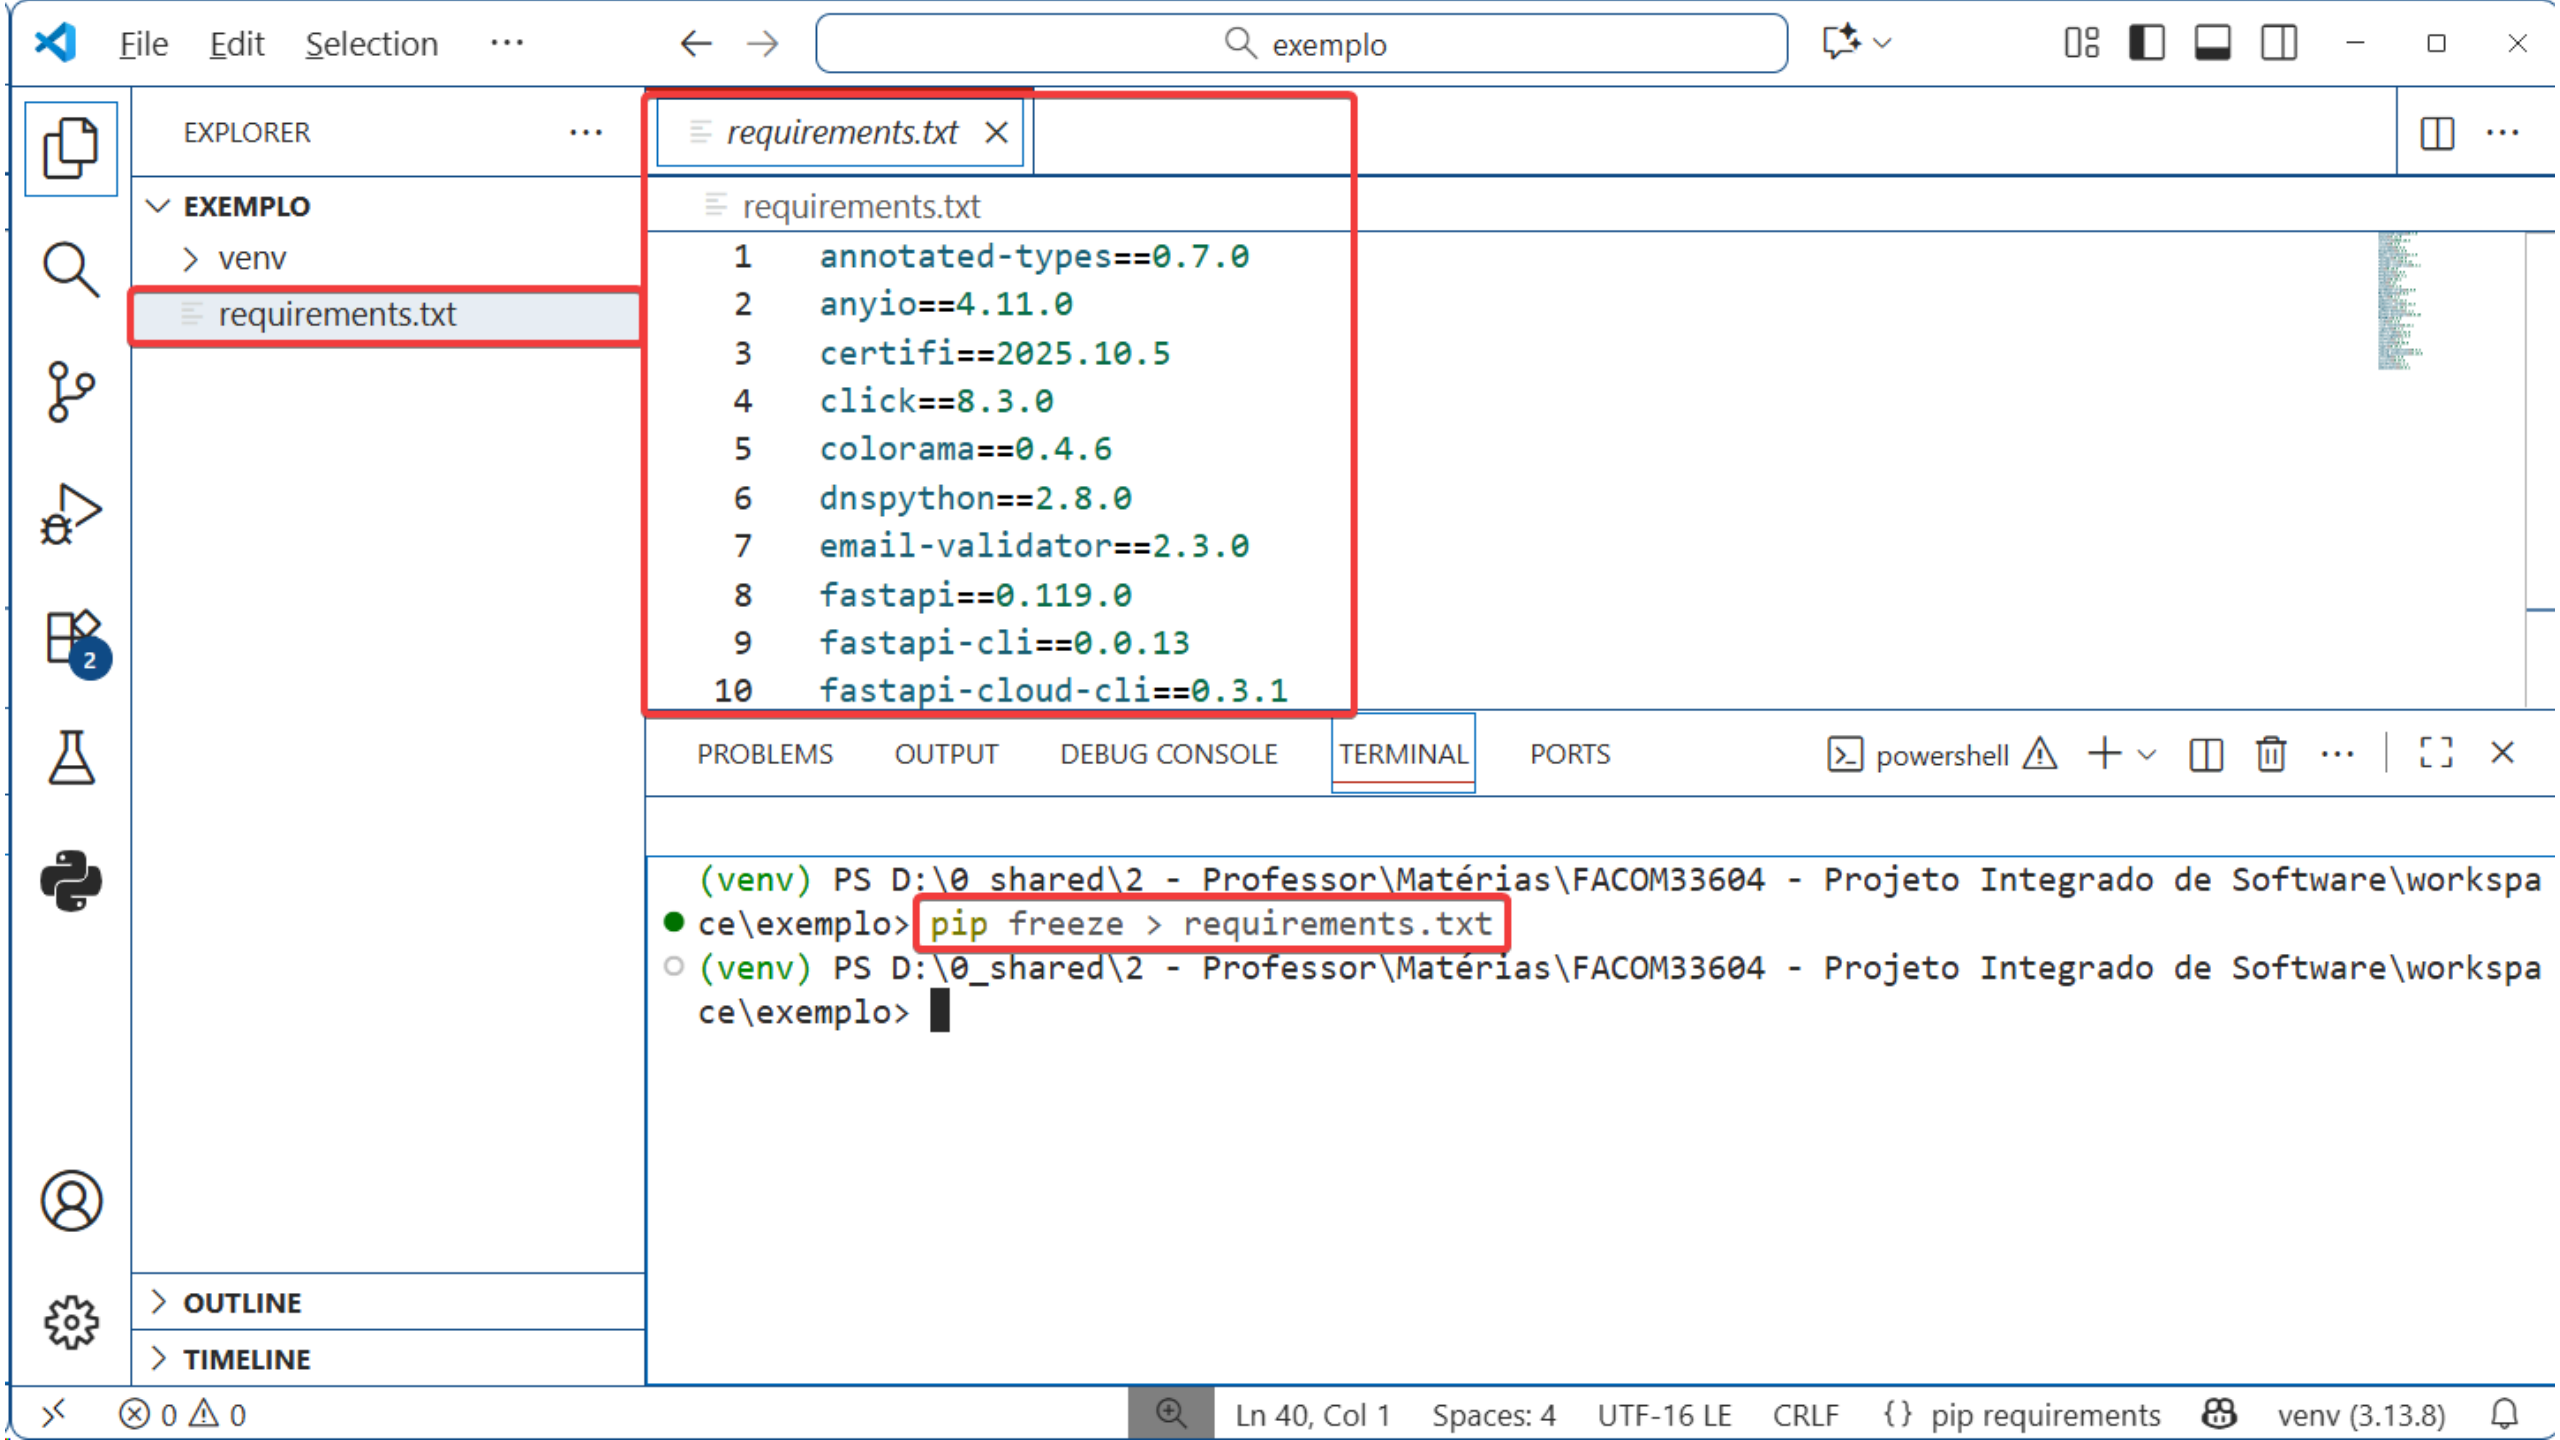 File Edit Selection ··· exemplo
EXPLORER ···
EXEMPLO
venv
requirements.txt
requirements.txt
requirements.txt
1 annotated-types==0.7.0
2 anyio==4.11.0
3 certifi==2025.10.5
4 click==8.3.0
5 colorama==0.4.6
6 dnspython==2.8.0
7 email-validator==2.3.0
8 fastapi==0.119.0
9 fastapi-cli==0.0.13
10 fastapi-cloud-cli==0.3.1
2
PROBLEMS OUTPUT DEBUG CONSOLE TERMINAL PORTS powershell
(venv) PS D:\0_shared\2 - Professor\Matérias\FACOM33604 - Projeto Integrado de Software\workspa
ce\exemplo> pip freeze > requirements.txt
(venv) PS D:\0_shared\2 - Professor\Matérias\FACOM33604 - Projeto Integrado de Software\workspa
ce\exemplo>
OUTLINE
TIMELINE
0 0 Ln 40, Col 1 Spaces: 4 UTF-16 LE CRLF {} pip requirements venv (3.13.8)